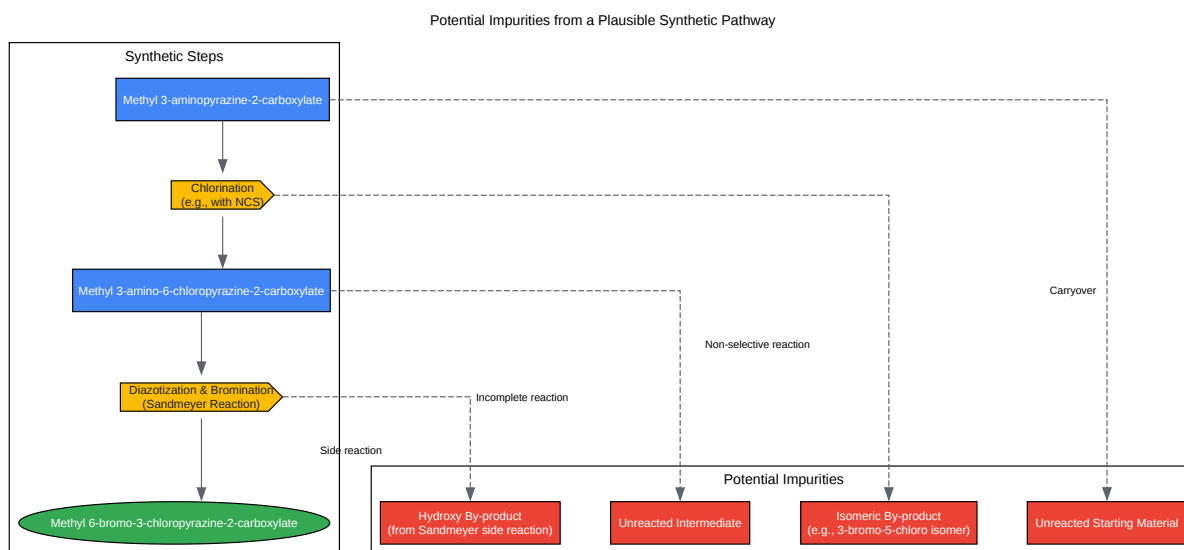 Potential Impurities from a Plausible Synthetic Pathway
Synthetic Steps
Methyl 3-aminopyrazine-2-carboxylate
Chlorination
(e.g., with NCS)
Methyl 3-amino-6-chloropyrazine-2-carboxylate
Carryover
Non-selective reaction
Diazotization & Bromination
(Sandmeyer Reaction)
Incomplete reaction
Side reaction
Potential Impurities
Methyl 6-bromo-3-chloropyrazine-2-carboxylate
Hydroxy By-product
(from Sandmeyer side reaction)
Unreacted Intermediate
Isomeric By-product
(e.g., 3-bromo-5-chloro isomer)
Unreacted Starting Material